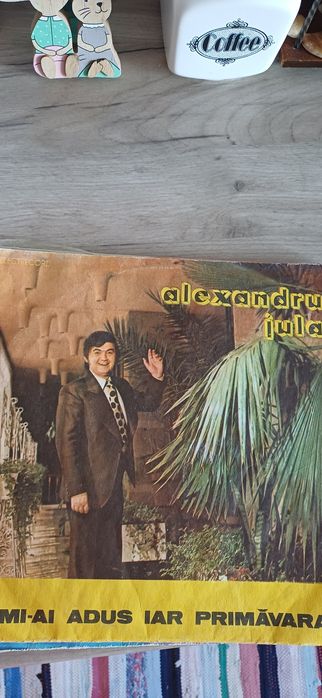 Coffee
alexandru
jula
MI-AI ADUS IAR PRIMĂVARA